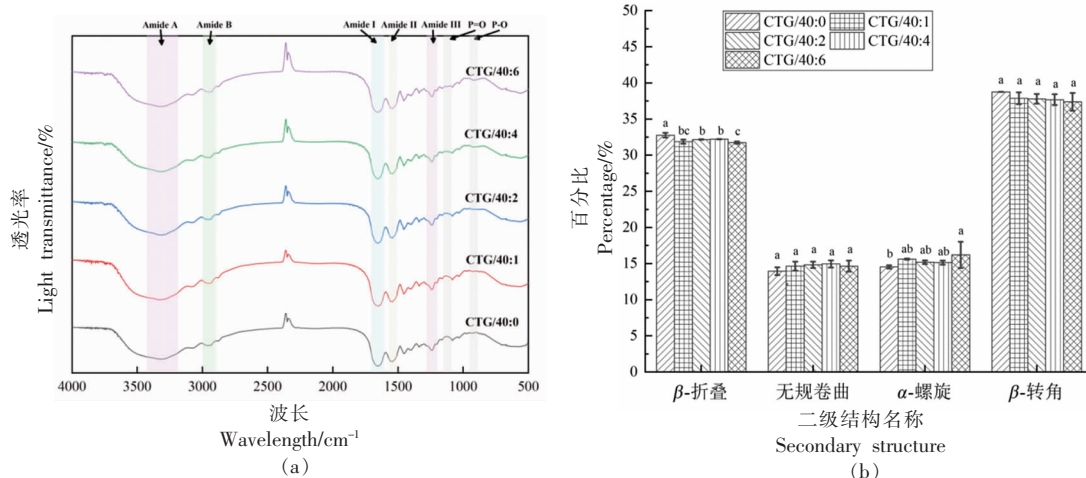 Amide A Amide B Amide I Amide II Amide III P=O P-O
CTG/40:6
CTG/40:4
CTG/40:2
CTG/40:1
CTG/40:0
透光率
Light transmittance/%
4000 3500 3000 2500 2000 1500 1000 500
波长
Wavelength/cm⁻¹
(a)
CTG/40:0 CTG/40:1
CTG/40:2 CTG/40:4
CTG/40:6
50
45
40
35
30
25
20
15
10
5
0
百分比
Percentage/%
a bc b b c
a a a a a
b ab ab ab a
a a a a a
β-折叠 无规卷曲 α-螺旋 β-转角
二级结构名称
Secondary structure
(b)